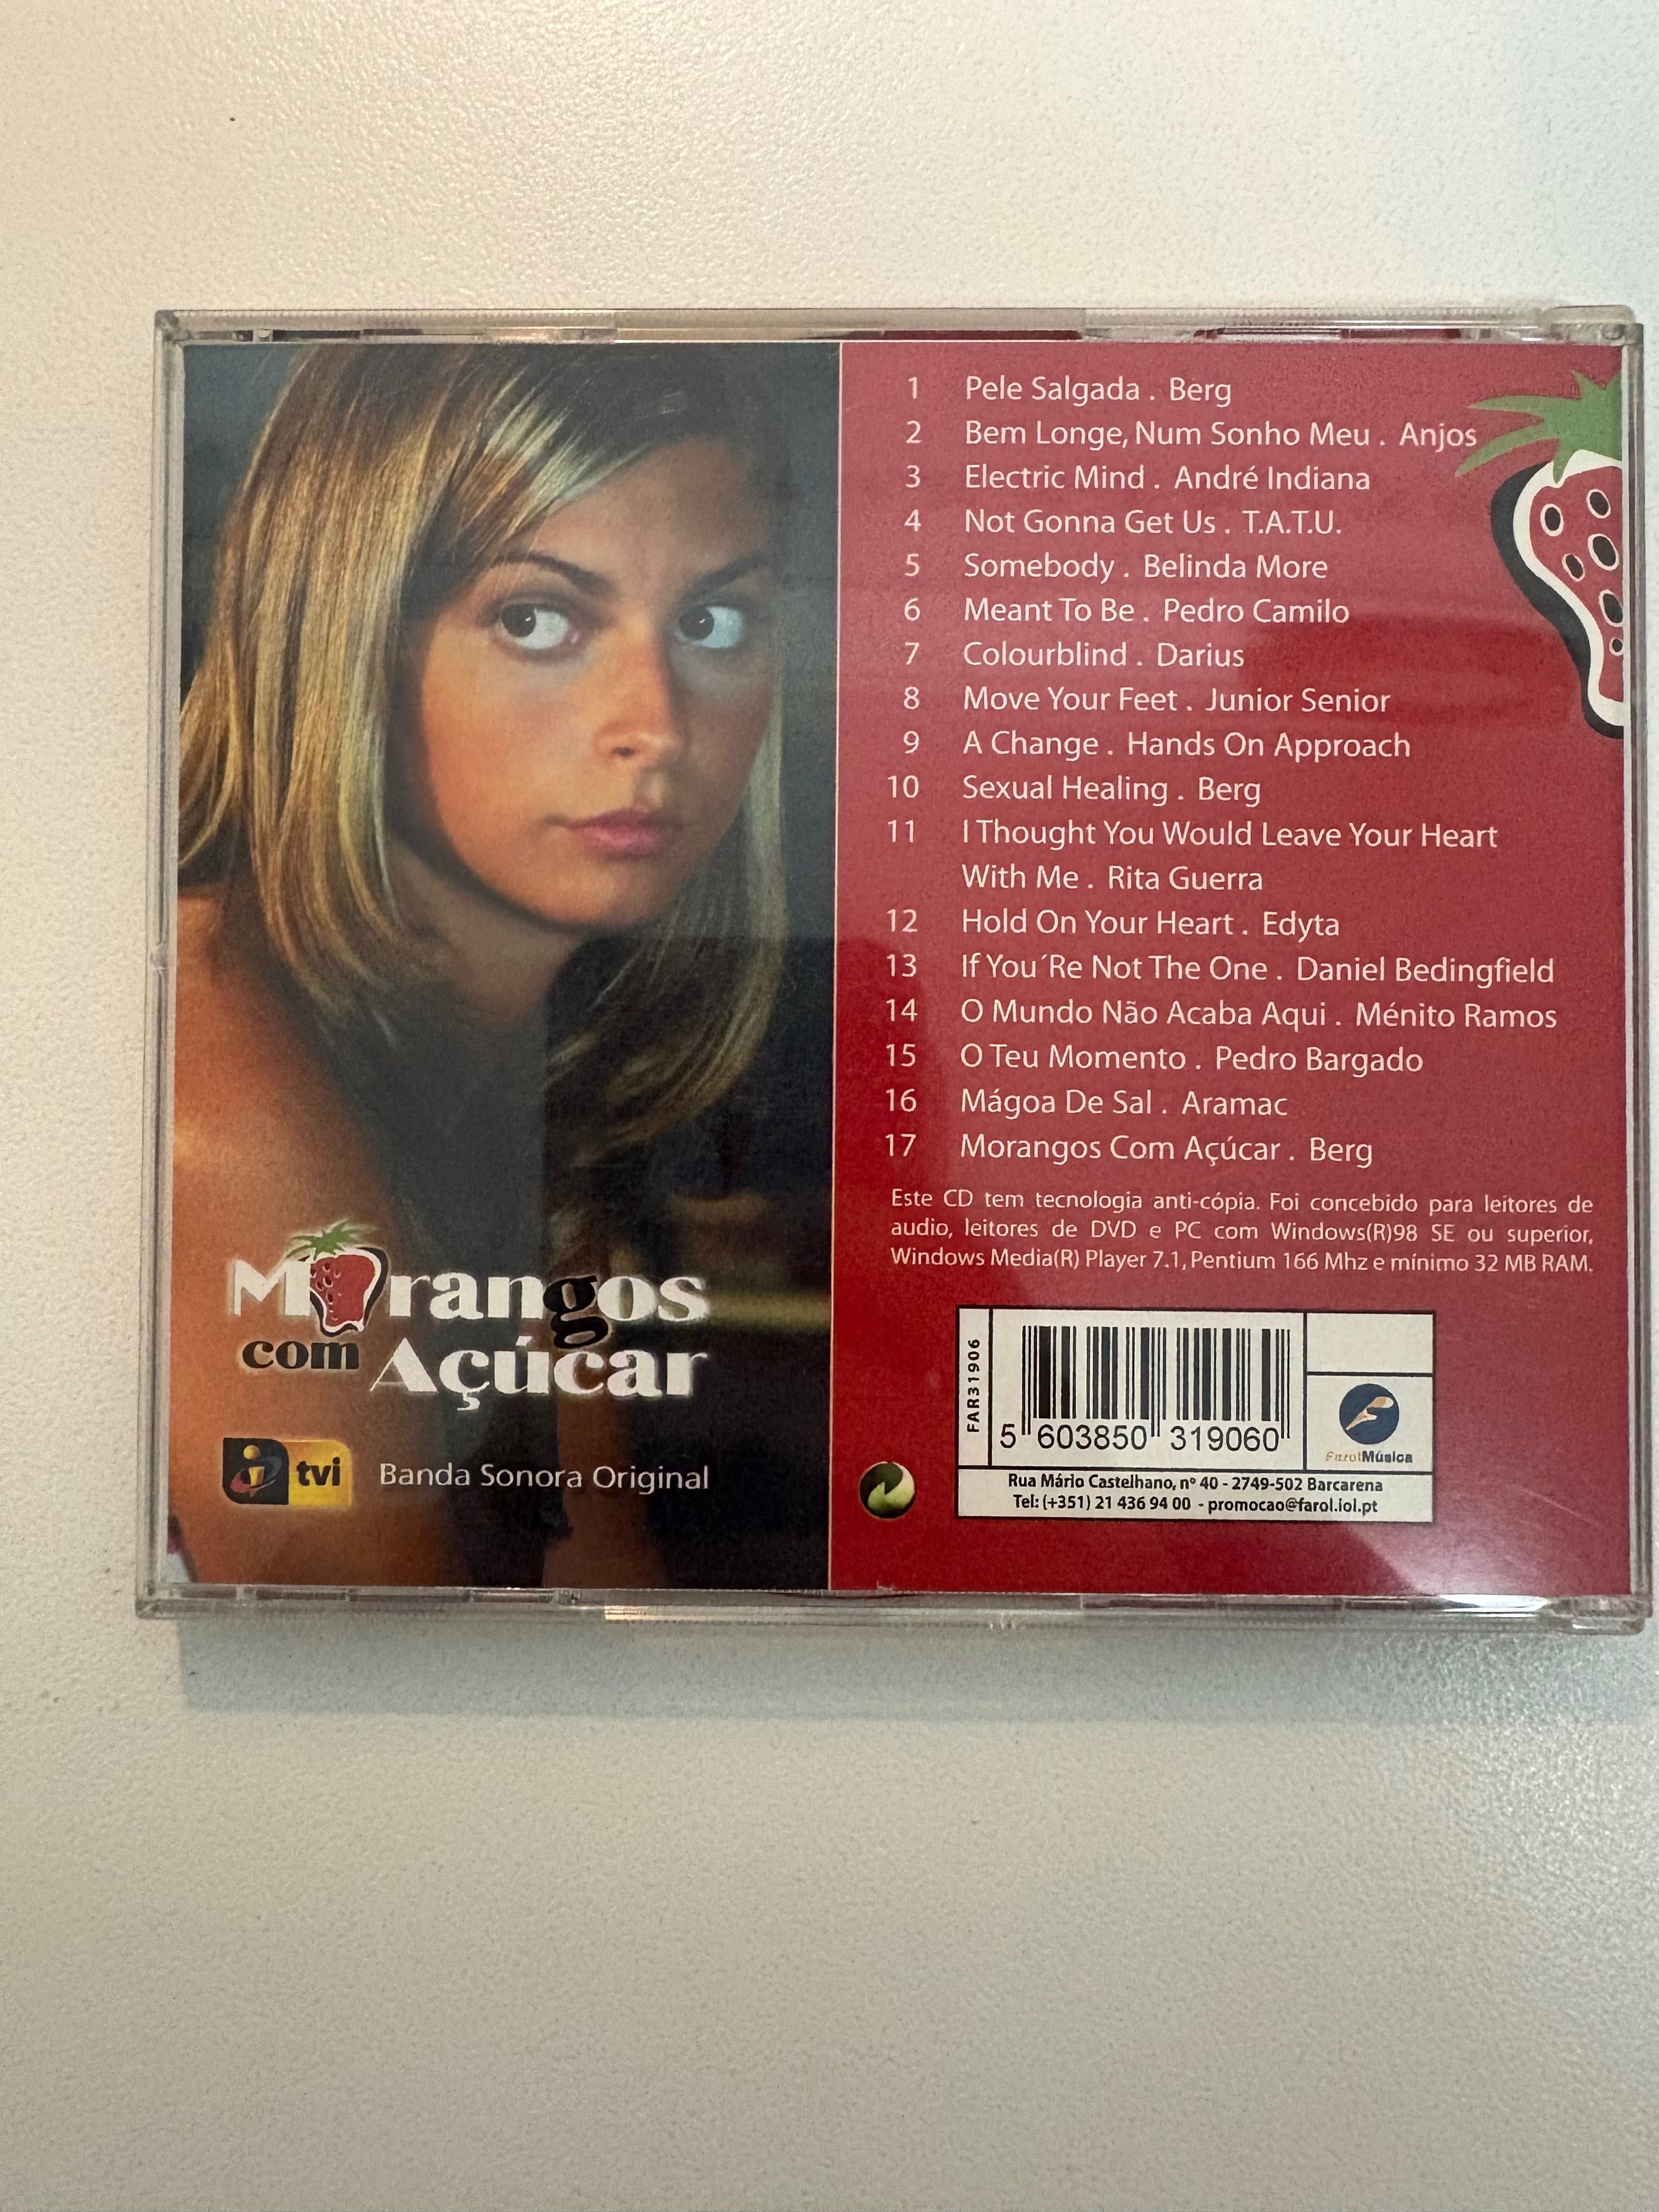 1 Pele Salgada . Berg
2 Bem Longe, Num Sonho Meu . Anjos
3 Electric Mind . André Indiana
4 Not Gonna Get Us . T.A.T.U.
5 Somebody . Belinda More
6 Meant To Be . Pedro Camilo
7 Colourblind . Darius
8 Move Your Feet . Junior Senior
9 A Change . Hands On Approach
10 Sexual Healing . Berg
11 I Thought You Would Leave Your Heart
With Me . Rita Guerra
12 Hold On Your Heart . Edyta
13 If You´Re Not The One . Daniel Bedingfield
14 O Mundo Não Acaba Aqui . Ménito Ramos
15 O Teu Momento . Pedro Bargado
16 Mágoa De Sal . Aramac
17 Morangos Com Açúcar . Berg
Este CD tem tecnologia anti-cópia. Foi concebido para leitores de
audio, leitores de DVD e PC com Windows(R)98 SE ou superior,
Windows Media(R) Player 7.1, Pentium 166 Mhz e mínimo 32 MB RAM.
Morangos
com Açúcar
tvi
Banda Sonora Original
FAR31906
5 603850 319060
FarolMúsica
Rua Mário Castelhano, nº 40 - 2749-502 Barcarena
Tel: (+351) 21 436 94 00 - promocao@farol.iol.pt